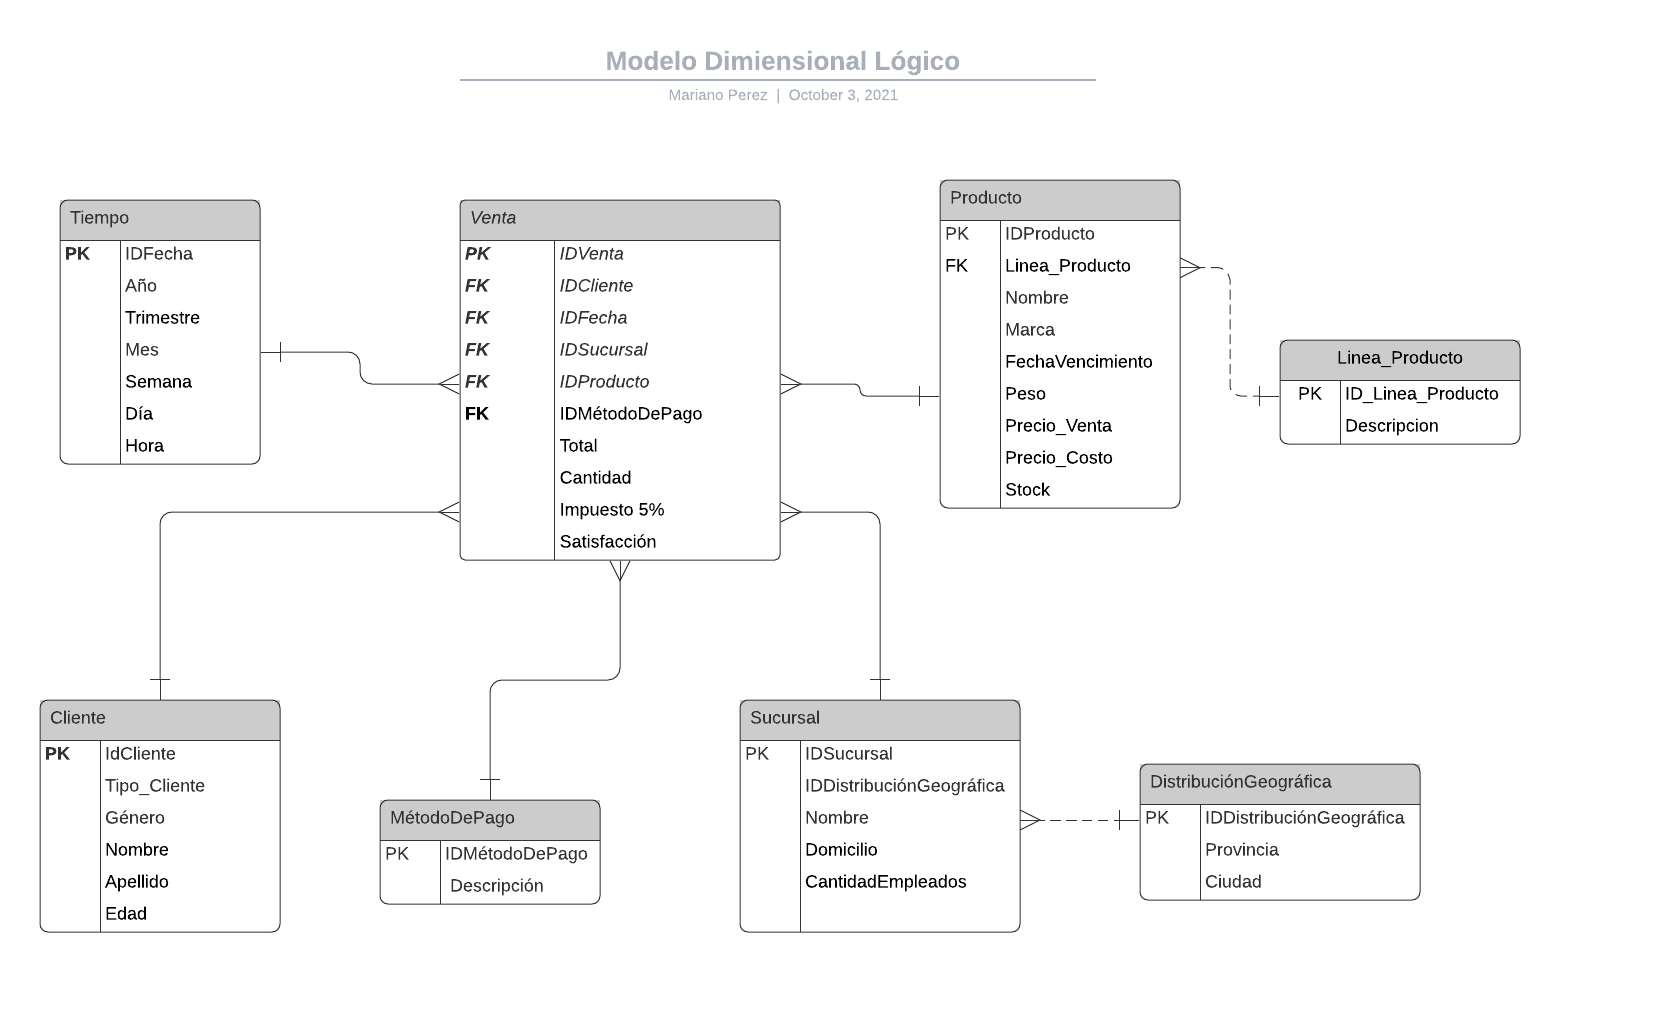 Modelo Dimiensional Lógico
Mariano Perez | October 3, 2021
Tiempo
PK IDFecha
Año
Trimestre
Mes
Semana
Día
Hora
Venta
PK IDVenta
FK IDCliente
FK IDFecha
FK IDSucursal
FK IDProducto
FK IDMétodoDePago
Total
Cantidad
Impuesto 5%
Satisfacción
Producto
PK IDProducto
FK Linea_Producto
Nombre
Marca
FechaVencimiento
Peso
Precio_Venta
Precio_Costo
Stock
Linea_Producto
PK ID_Linea_Producto
Descripcion
Cliente
PK IdCliente
Tipo_Cliente
Género
Nombre
Apellido
Edad
MétodoDePago
PK IDMétodoDePago
Descripción
Sucursal
PK IDSucursal
IDDistribuciónGeográfica
Nombre
Domicilio
CantidadEmpleados
DistribuciónGeográfica
PK IDDistribuciónGeográfica
Provincia
Ciudad